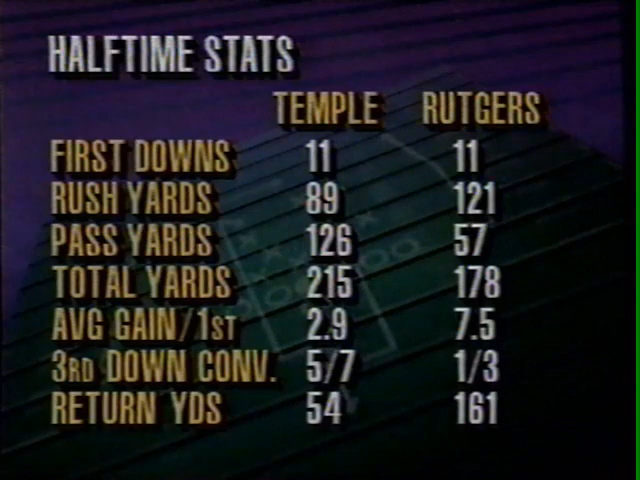 HALFTIME STATS
TEMPLE RUTGERS
FIRST DOWNS 11 11
RUSH YARDS 89 121
PASS YARDS 126 57
TOTAL YARDS 215 178
AVG GAIN/1ST 2.9 7.5
3RD DOWN CONV. 5/7 1/3
RETURN YDS 54 161